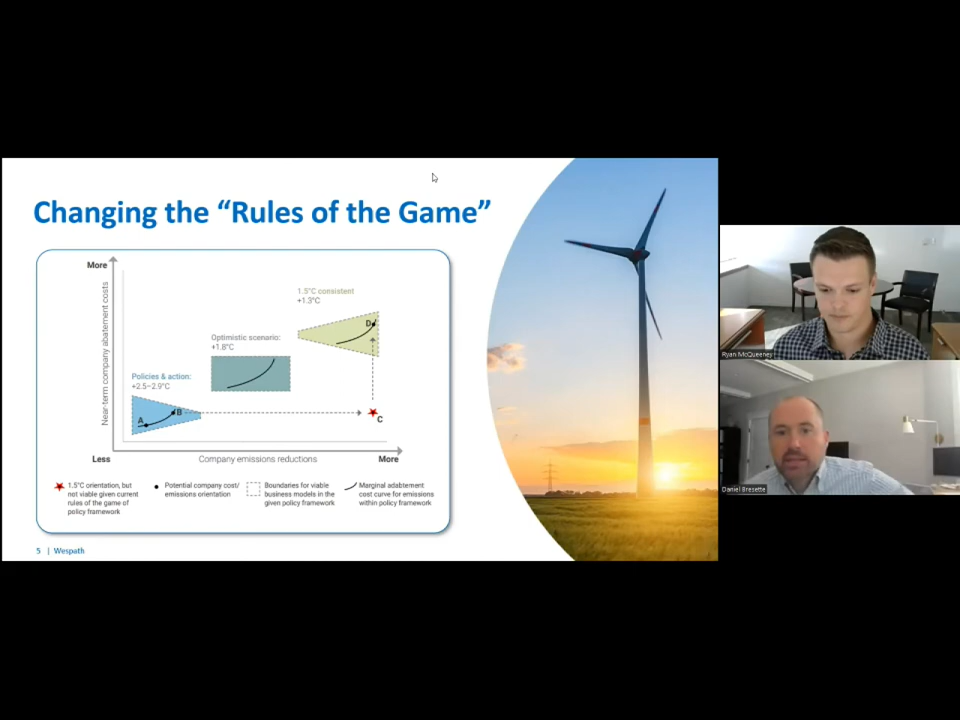 Changing the “Rules of the Game”
More
Near-term company abatement costs
1.5°C consistent
+1.3°C
D
Optimistic scenario:
+1.8°C
Policies & action:
+2.5–2.9°C
A
B
C
Less
Company emissions reductions
More
1.5°C orientation, but
not viable given current
rules of the game of
policy framework
Potential company cost/
emissions orientation
Boundaries for viable
business models in the
given policy framework
Marginal adabtement
cost curve for emissions
within policy framework
5 | Wespath
Ryan McQueeney
Daniel Bresette